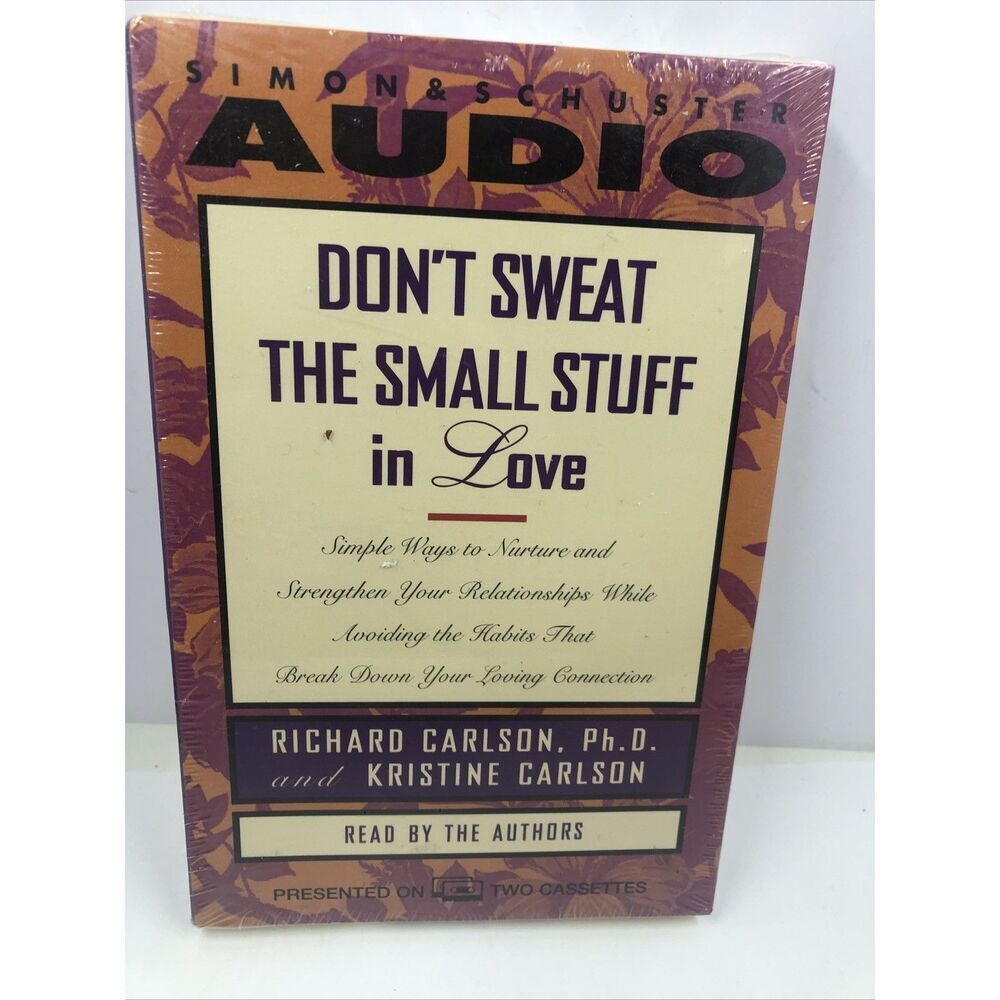 SIMON & SCHUSTER
AUDIO
DON'T SWEAT
THE SMALL STUFF
in Love
Simple Ways to Nurture and
Strengthen Your Relationships While
Avoiding the Habits That
Break Down Your Loving Connection
RICHARD CARLSON, Ph.D.
and KRISTINE CARLSON
READ BY THE AUTHORS
PRESENTED ON TWO CASSETTES